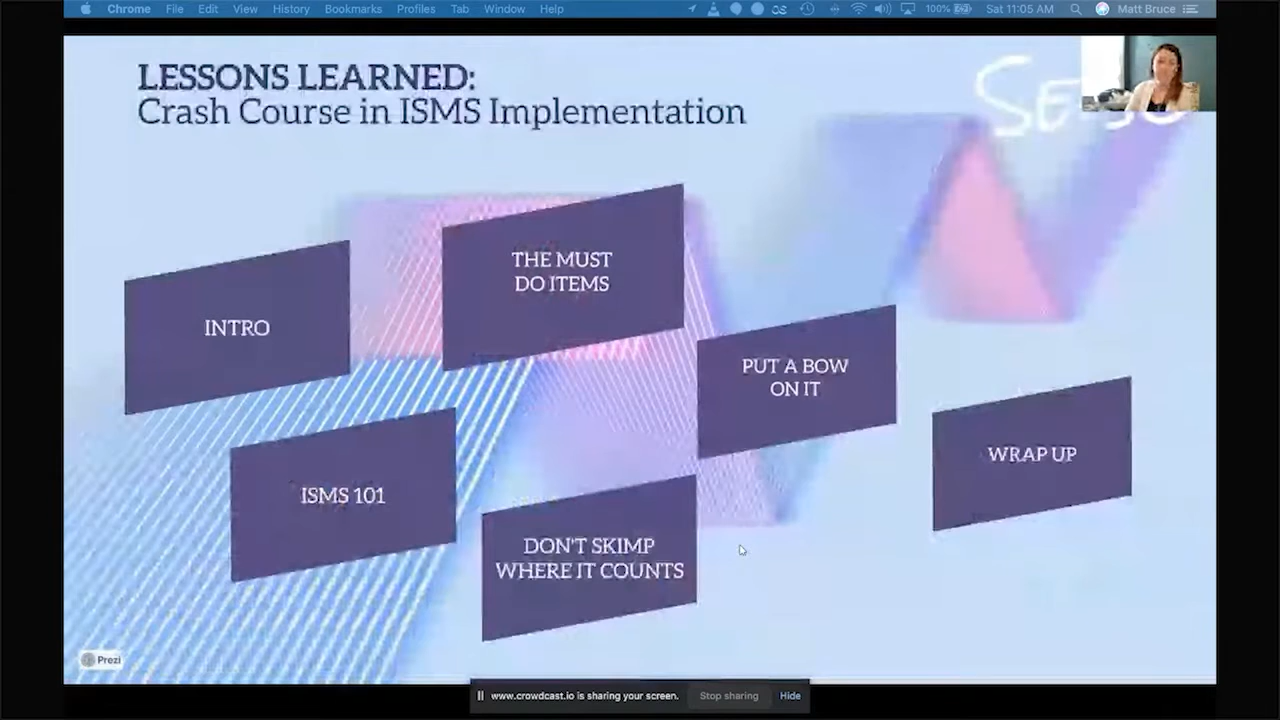 Chrome File Edit View History Bookmarks Profiles Tab Window Help 100% Sat 11:05 AM Matt Bruce
LESSONS LEARNED:
Crash Course in ISMS Implementation
INTRO
THE MUST
DO ITEMS
PUT A BOW
ON IT
WRAP UP
ISMS 101
DON'T SKIMP
WHERE IT COUNTS
Prezi
www.crowdcast.io is sharing your screen. Stop sharing Hide